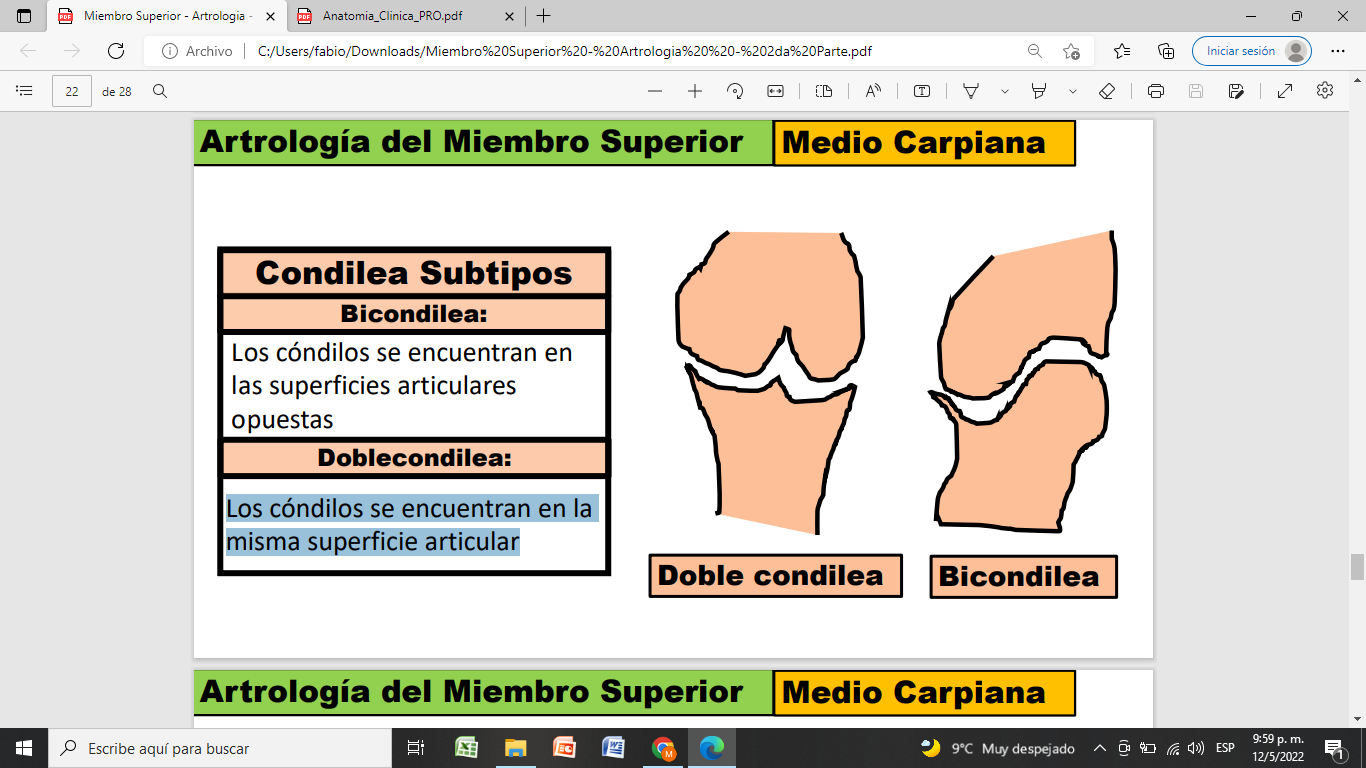 Miembro Superior - Artrologia -
Anatomia_Clinica_PRO.pdf
Archivo
C:/Users/fabio/Downloads/Miembro%20Superior%20-%20Artrologia%20%20-%202da%20Parte.pdf
Iniciar sesión
22
de 28
Artrología del Miembro Superior
Medio Carpiana
Condilea Subtipos
Bicondilea:
Los cóndilos se encuentran en
las superficies articulares
opuestas
Doblecondilea:
Los cóndilos se encuentran en la
misma superficie articular
Doble condilea
Bicondilea
Artrología del Miembro Superior
Medio Carpiana
Escribe aquí para buscar
9°C Muy despejado
ESP
9:59 p. m.
12/5/2022
1